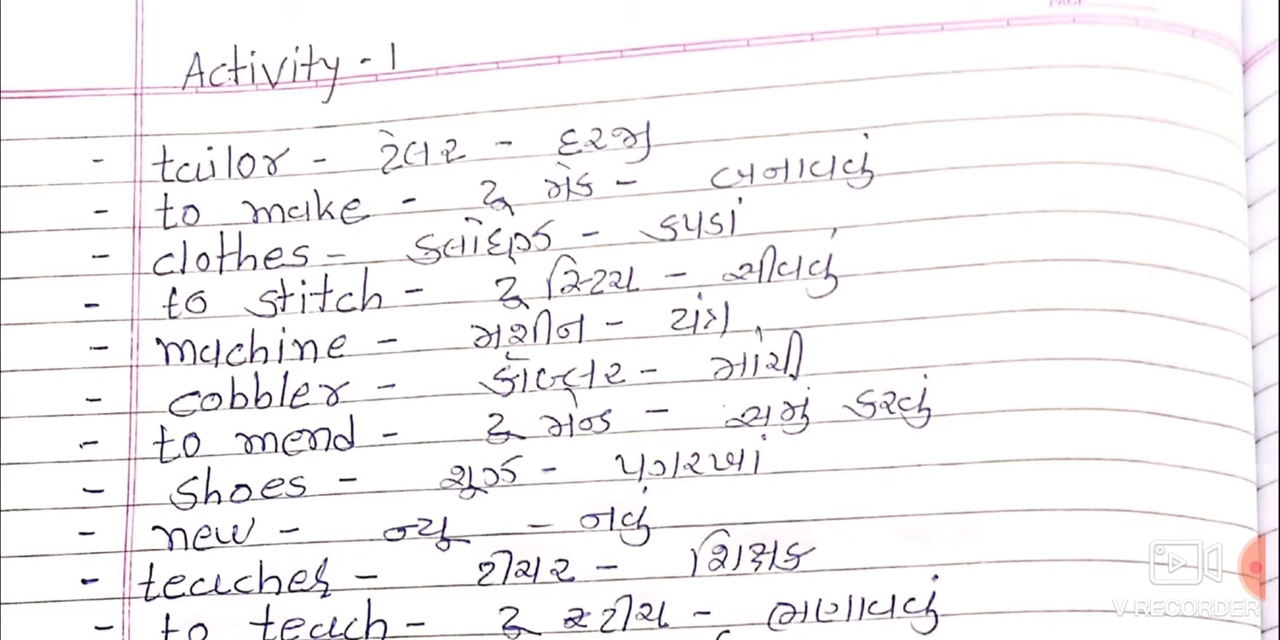 Activity - 1
- tailor - ટેલર - દરજી
- to make - ટૂ મેક - બનાવવું
- clothes - ક્લોધ્ઝ - કપડાં
- to stitch - ટૂ સ્ટિચ - સીવવું
- machine - મશીન - યંત્ર
- cobbler - કૉબ્લર - મોચી
- to mend - ટૂ મેન્ડ - સમું કરવું
- shoes - શૂઝ - પગરખાં
- new - ન્યૂ - નવું
- teacher - ટીચર - શિક્ષક
- to teach - ટૂ ટીચ - ભણાવવું
V RECORDER